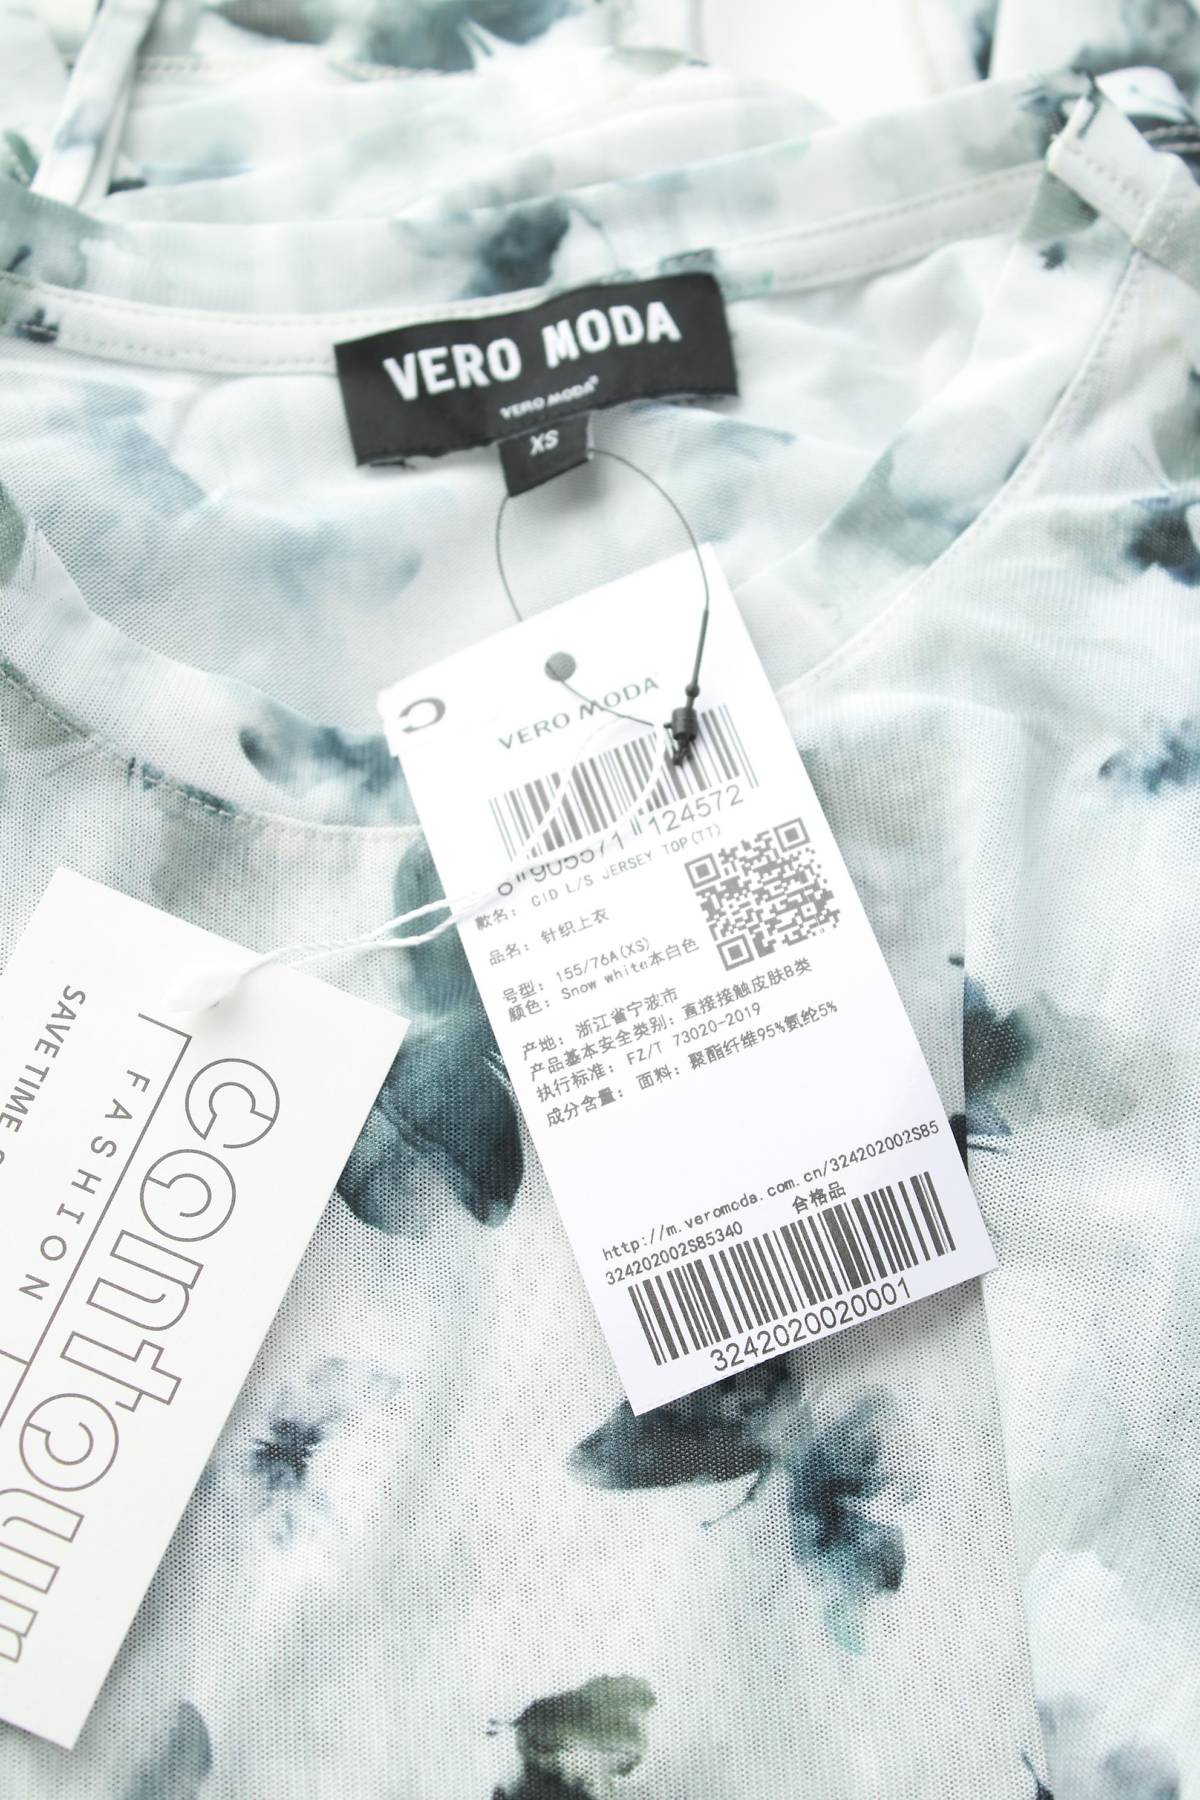 VERO MODA
VERO MODA®
XS
VERO MODA
124572
款名： CID L/S JERSEY TOP(TT)
品名： 针织上衣
号型： 155/76A(XS)
颜色： Snow white本白色
产地： 浙江省宁波市
产品基本安全类别： 直接接触皮肤B类
执行标准： FZ/T 73020-2019
成分含量： 面料： 聚酯纤维95%氨纶5%
http://m.veromoda.com.cn/324202002S85
324202002S85340 合格品
3242020020001
SAVE TIME
FASHION
contour